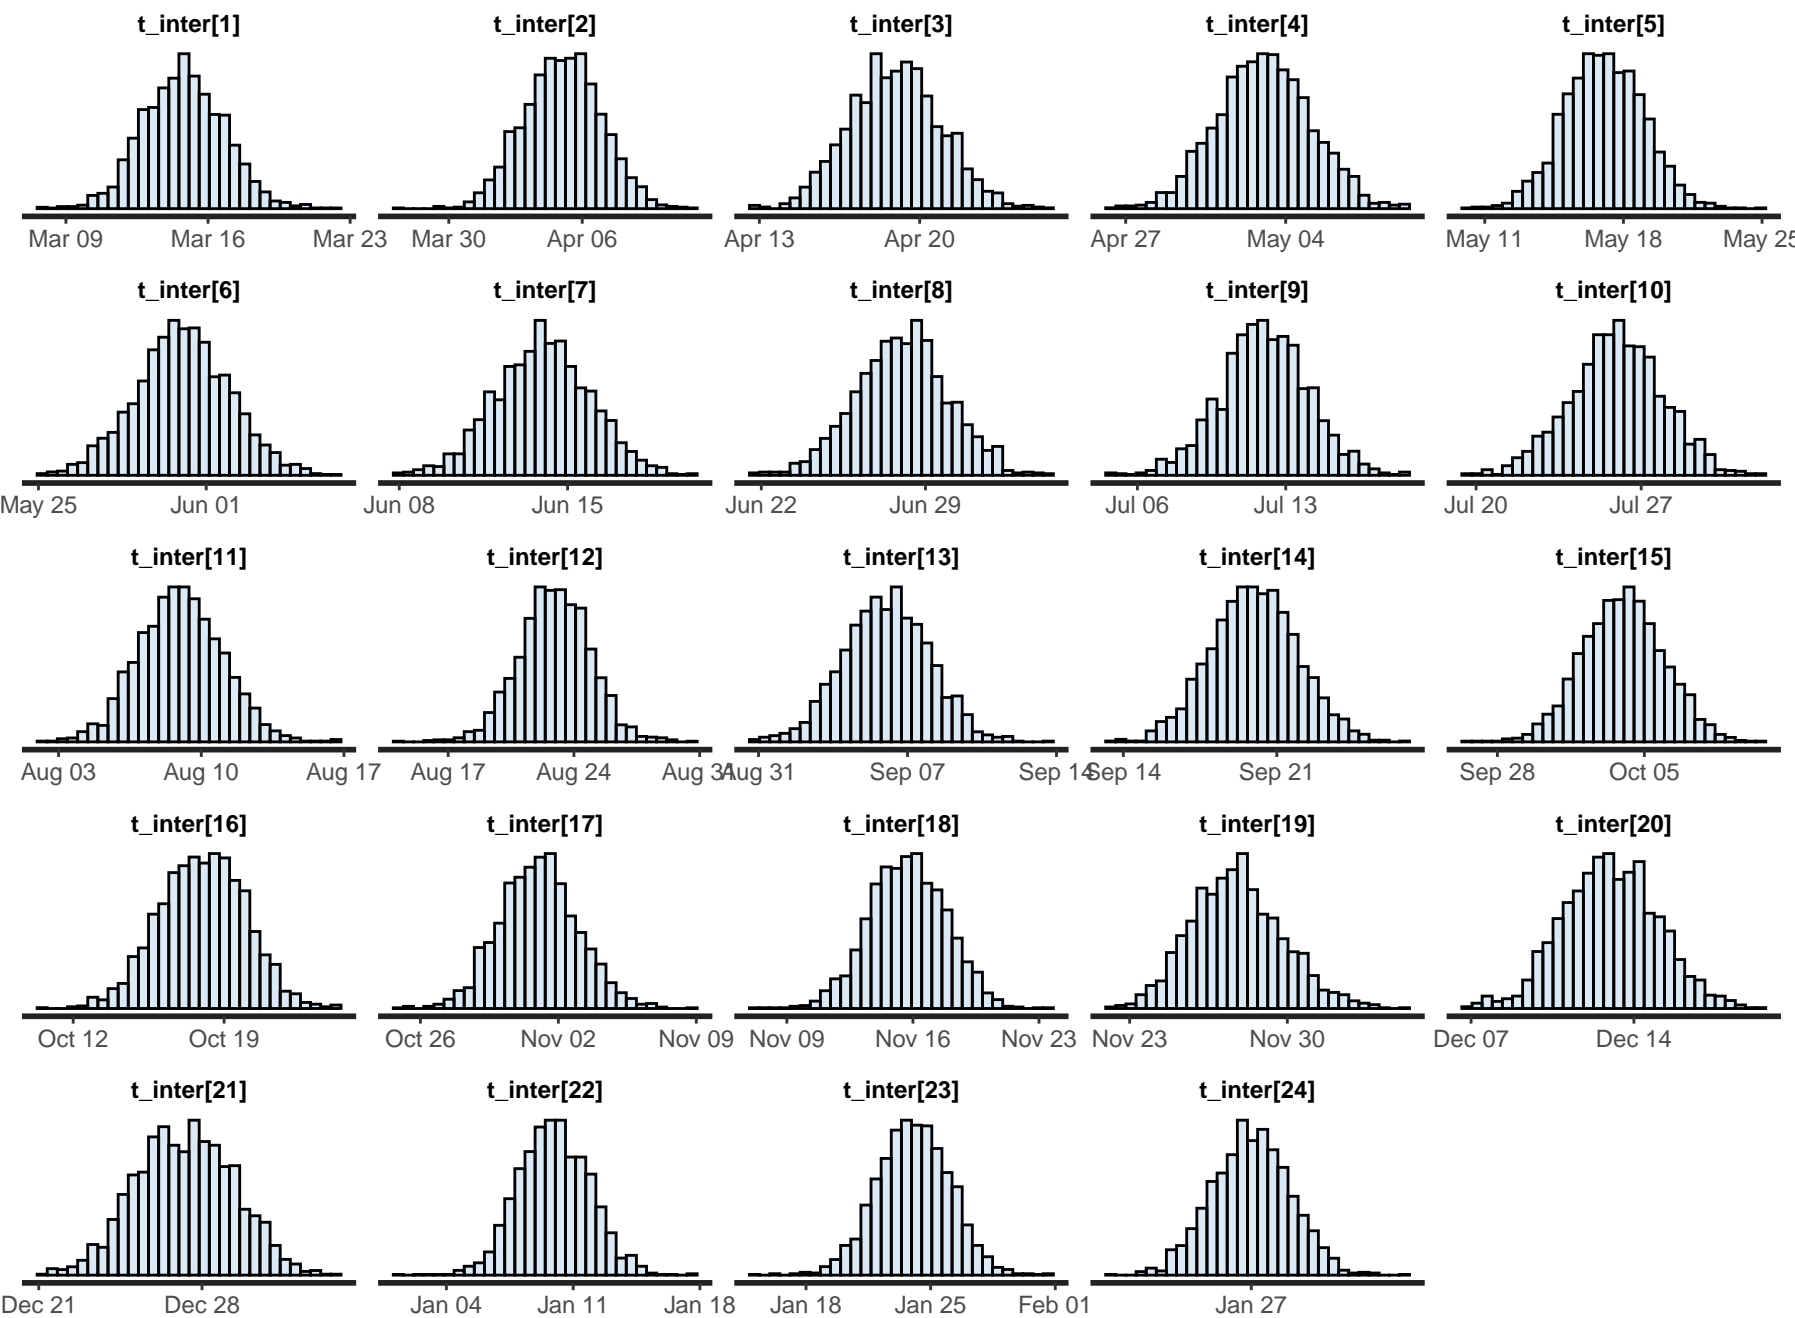 t_inter[1] t_inter[2] t_inter[3] t_inter[4] t_inter[5]
Mar 09 Mar 16 Mar 23 Mar 30 Apr 06 Apr 13 Apr 20 Apr 27 May 04 May 11 May 18 May 25
t_inter[6] t_inter[7] t_inter[8] t_inter[9] t_inter[10]
May 25 Jun 01 Jun 08 Jun 15 Jun 22 Jun 29 Jul 06 Jul 13 Jul 20 Jul 27
t_inter[11] t_inter[12] t_inter[13] t_inter[14] t_inter[15]
Aug 03 Aug 10 Aug 17 Aug 17 Aug 24 Aug 31 Aug 31 Sep 07 Sep 14 Sep 14 Sep 21 Sep 28 Oct 05
t_inter[16] t_inter[17] t_inter[18] t_inter[19] t_inter[20]
Oct 12 Oct 19 Oct 26 Nov 02 Nov 09 Nov 09 Nov 16 Nov 23 Nov 23 Nov 30 Dec 07 Dec 14
t_inter[21] t_inter[22] t_inter[23] t_inter[24]
Dec 21 Dec 28 Jan 04 Jan 11 Jan 18 Jan 18 Jan 25 Feb 01 Jan 27